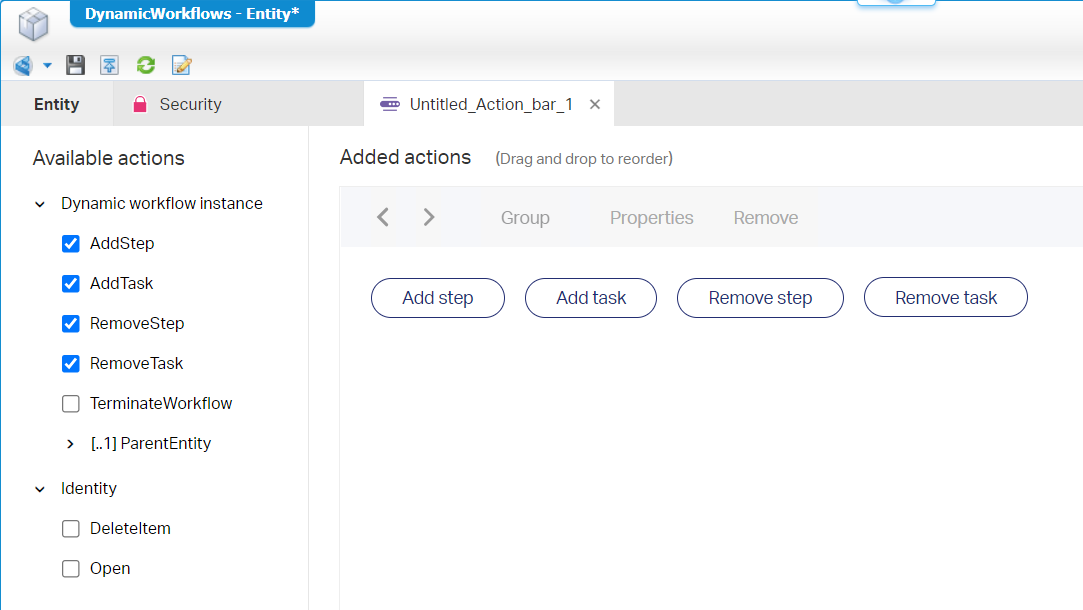 DynamicWorkflows - Entity*
Entity
Security
Untitled_Action_bar_1
Available actions
Dynamic workflow instance
AddStep
AddTask
RemoveStep
RemoveTask
TerminateWorkflow
[..1] ParentEntity
Identity
DeleteItem
Open
Added actions (Drag and drop to reorder)
Group Properties Remove
Add step Add task Remove step Remove task